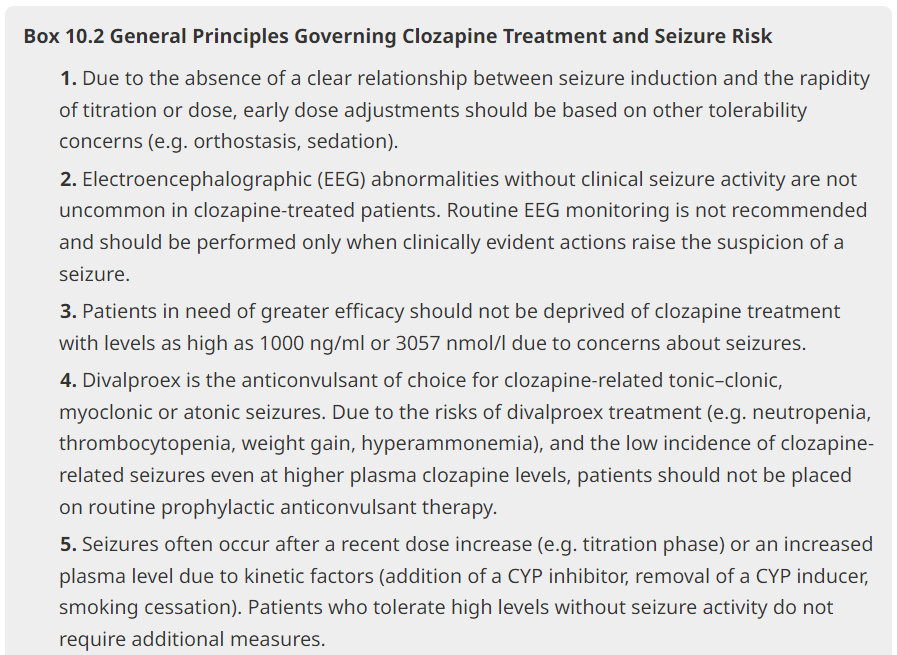 Box 10.2 General Principles Governing Clozapine Treatment and Seizure Risk
1. Due to the absence of a clear relationship between seizure induction and the rapidity
of titration or dose, early dose adjustments should be based on other tolerability
concerns (e.g. orthostasis, sedation).
2. Electroencephalographic (EEG) abnormalities without clinical seizure activity are not
uncommon in clozapine-treated patients. Routine EEG monitoring is not recommended
and should be performed only when clinically evident actions raise the suspicion of a
seizure.
3. Patients in need of greater efficacy should not be deprived of clozapine treatment
with levels as high as 1000 ng/ml or 3057 nmol/l due to concerns about seizures.
4. Divalproex is the anticonvulsant of choice for clozapine-related tonic–clonic,
myoclonic or atonic seizures. Due to the risks of divalproex treatment (e.g. neutropenia,
thrombocytopenia, weight gain, hyperammonemia), and the low incidence of clozapine-
related seizures even at higher plasma clozapine levels, patients should not be placed
on routine prophylactic anticonvulsant therapy.
5. Seizures often occur after a recent dose increase (e.g. titration phase) or an increased
plasma level due to kinetic factors (addition of a CYP inhibitor, removal of a CYP inducer,
smoking cessation). Patients who tolerate high levels without seizure activity do not
require additional measures.